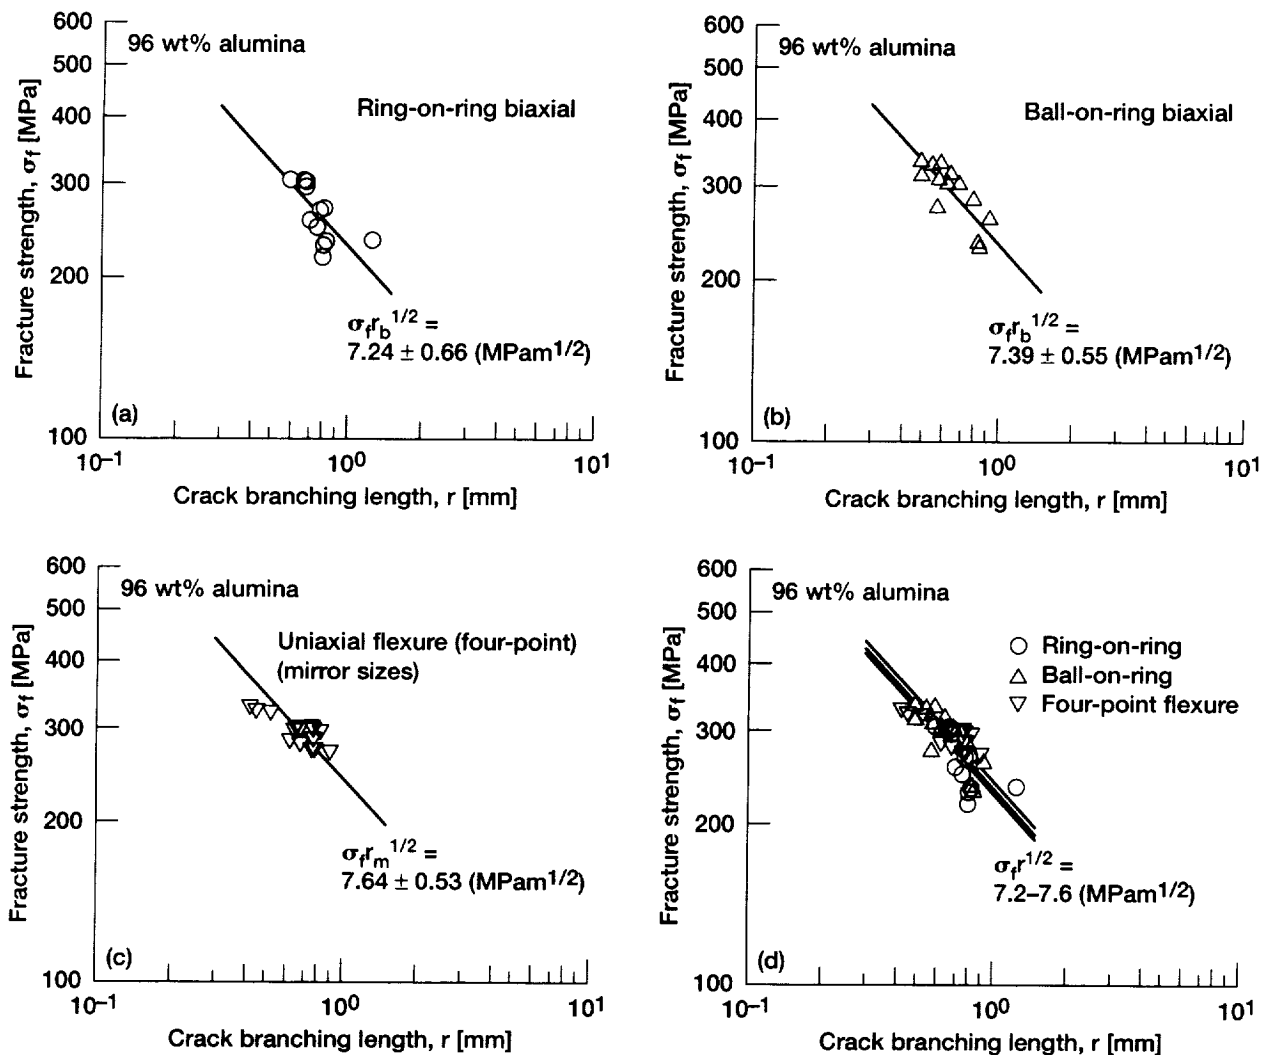 600
96 wt% alumina
500
400
Ring-on-ring biaxial
300
200
σfrb1/2 =
7.24 ± 0.66 (MPam1/2)
(a)
100
10–1
100
101
Fracture strength, σf [MPa]
Crack branching length, r [mm]
600
96 wt% alumina
500
400
Ball-on-ring biaxial
300
200
σfrb1/2 =
7.39 ± 0.55 (MPam1/2)
(b)
100
10–1
100
101
Fracture strength, σf [MPa]
Crack branching length, r [mm]
600
96 wt% alumina
500
400
Uniaxial flexure (four-point)
(mirror sizes)
300
200
σfrm1/2 =
7.64 ± 0.53 (MPam1/2)
(c)
100
10–1
100
101
Fracture strength, σf [MPa]
Crack branching length, r [mm]
600
96 wt% alumina
500
400
Ring-on-ring
Ball-on-ring
Four-point flexure
300
200
σfr1/2 =
7.2–7.6 (MPam1/2)
(d)
100
10–1
100
101
Fracture strength, σf [MPa]
Crack branching length, r [mm]